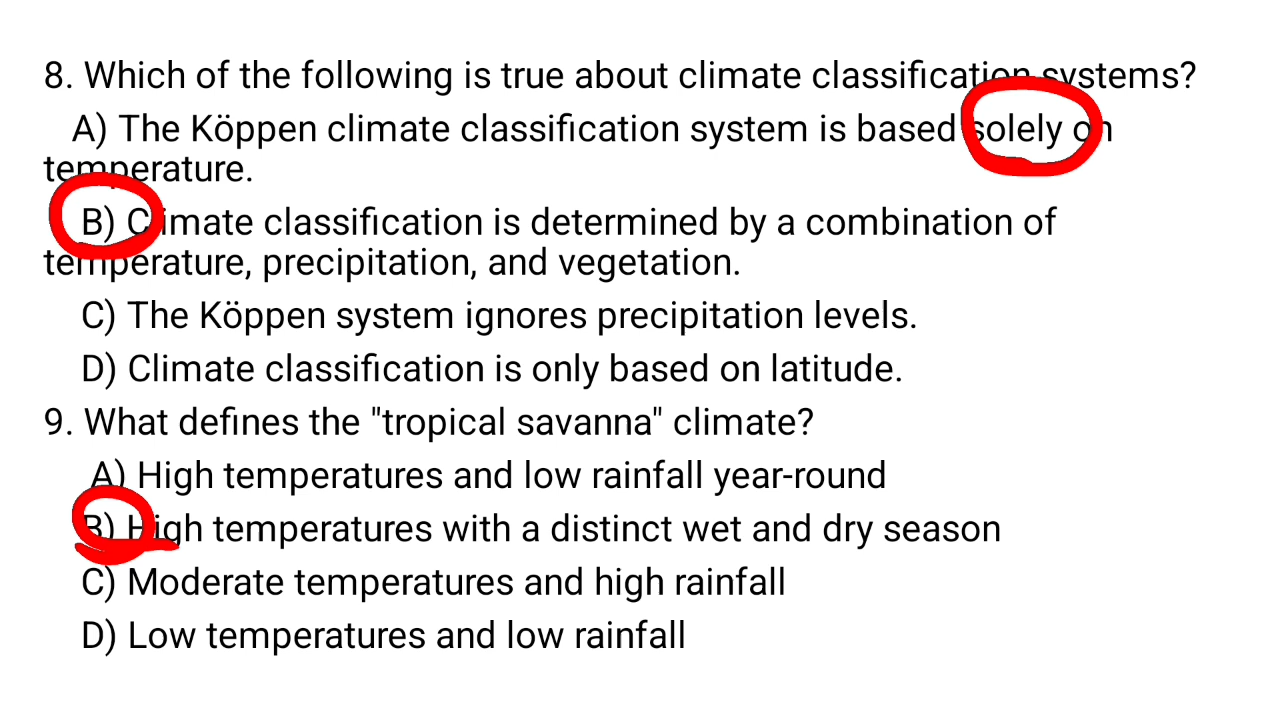 8. Which of the following is true about climate classification systems?
A) The Köppen climate classification system is based solely on
temperature.
B) Climate classification is determined by a combination of
temperature, precipitation, and vegetation.
C) The Köppen system ignores precipitation levels.
D) Climate classification is only based on latitude.
9. What defines the "tropical savanna" climate?
A) High temperatures and low rainfall year-round
B) High temperatures with a distinct wet and dry season
C) Moderate temperatures and high rainfall
D) Low temperatures and low rainfall